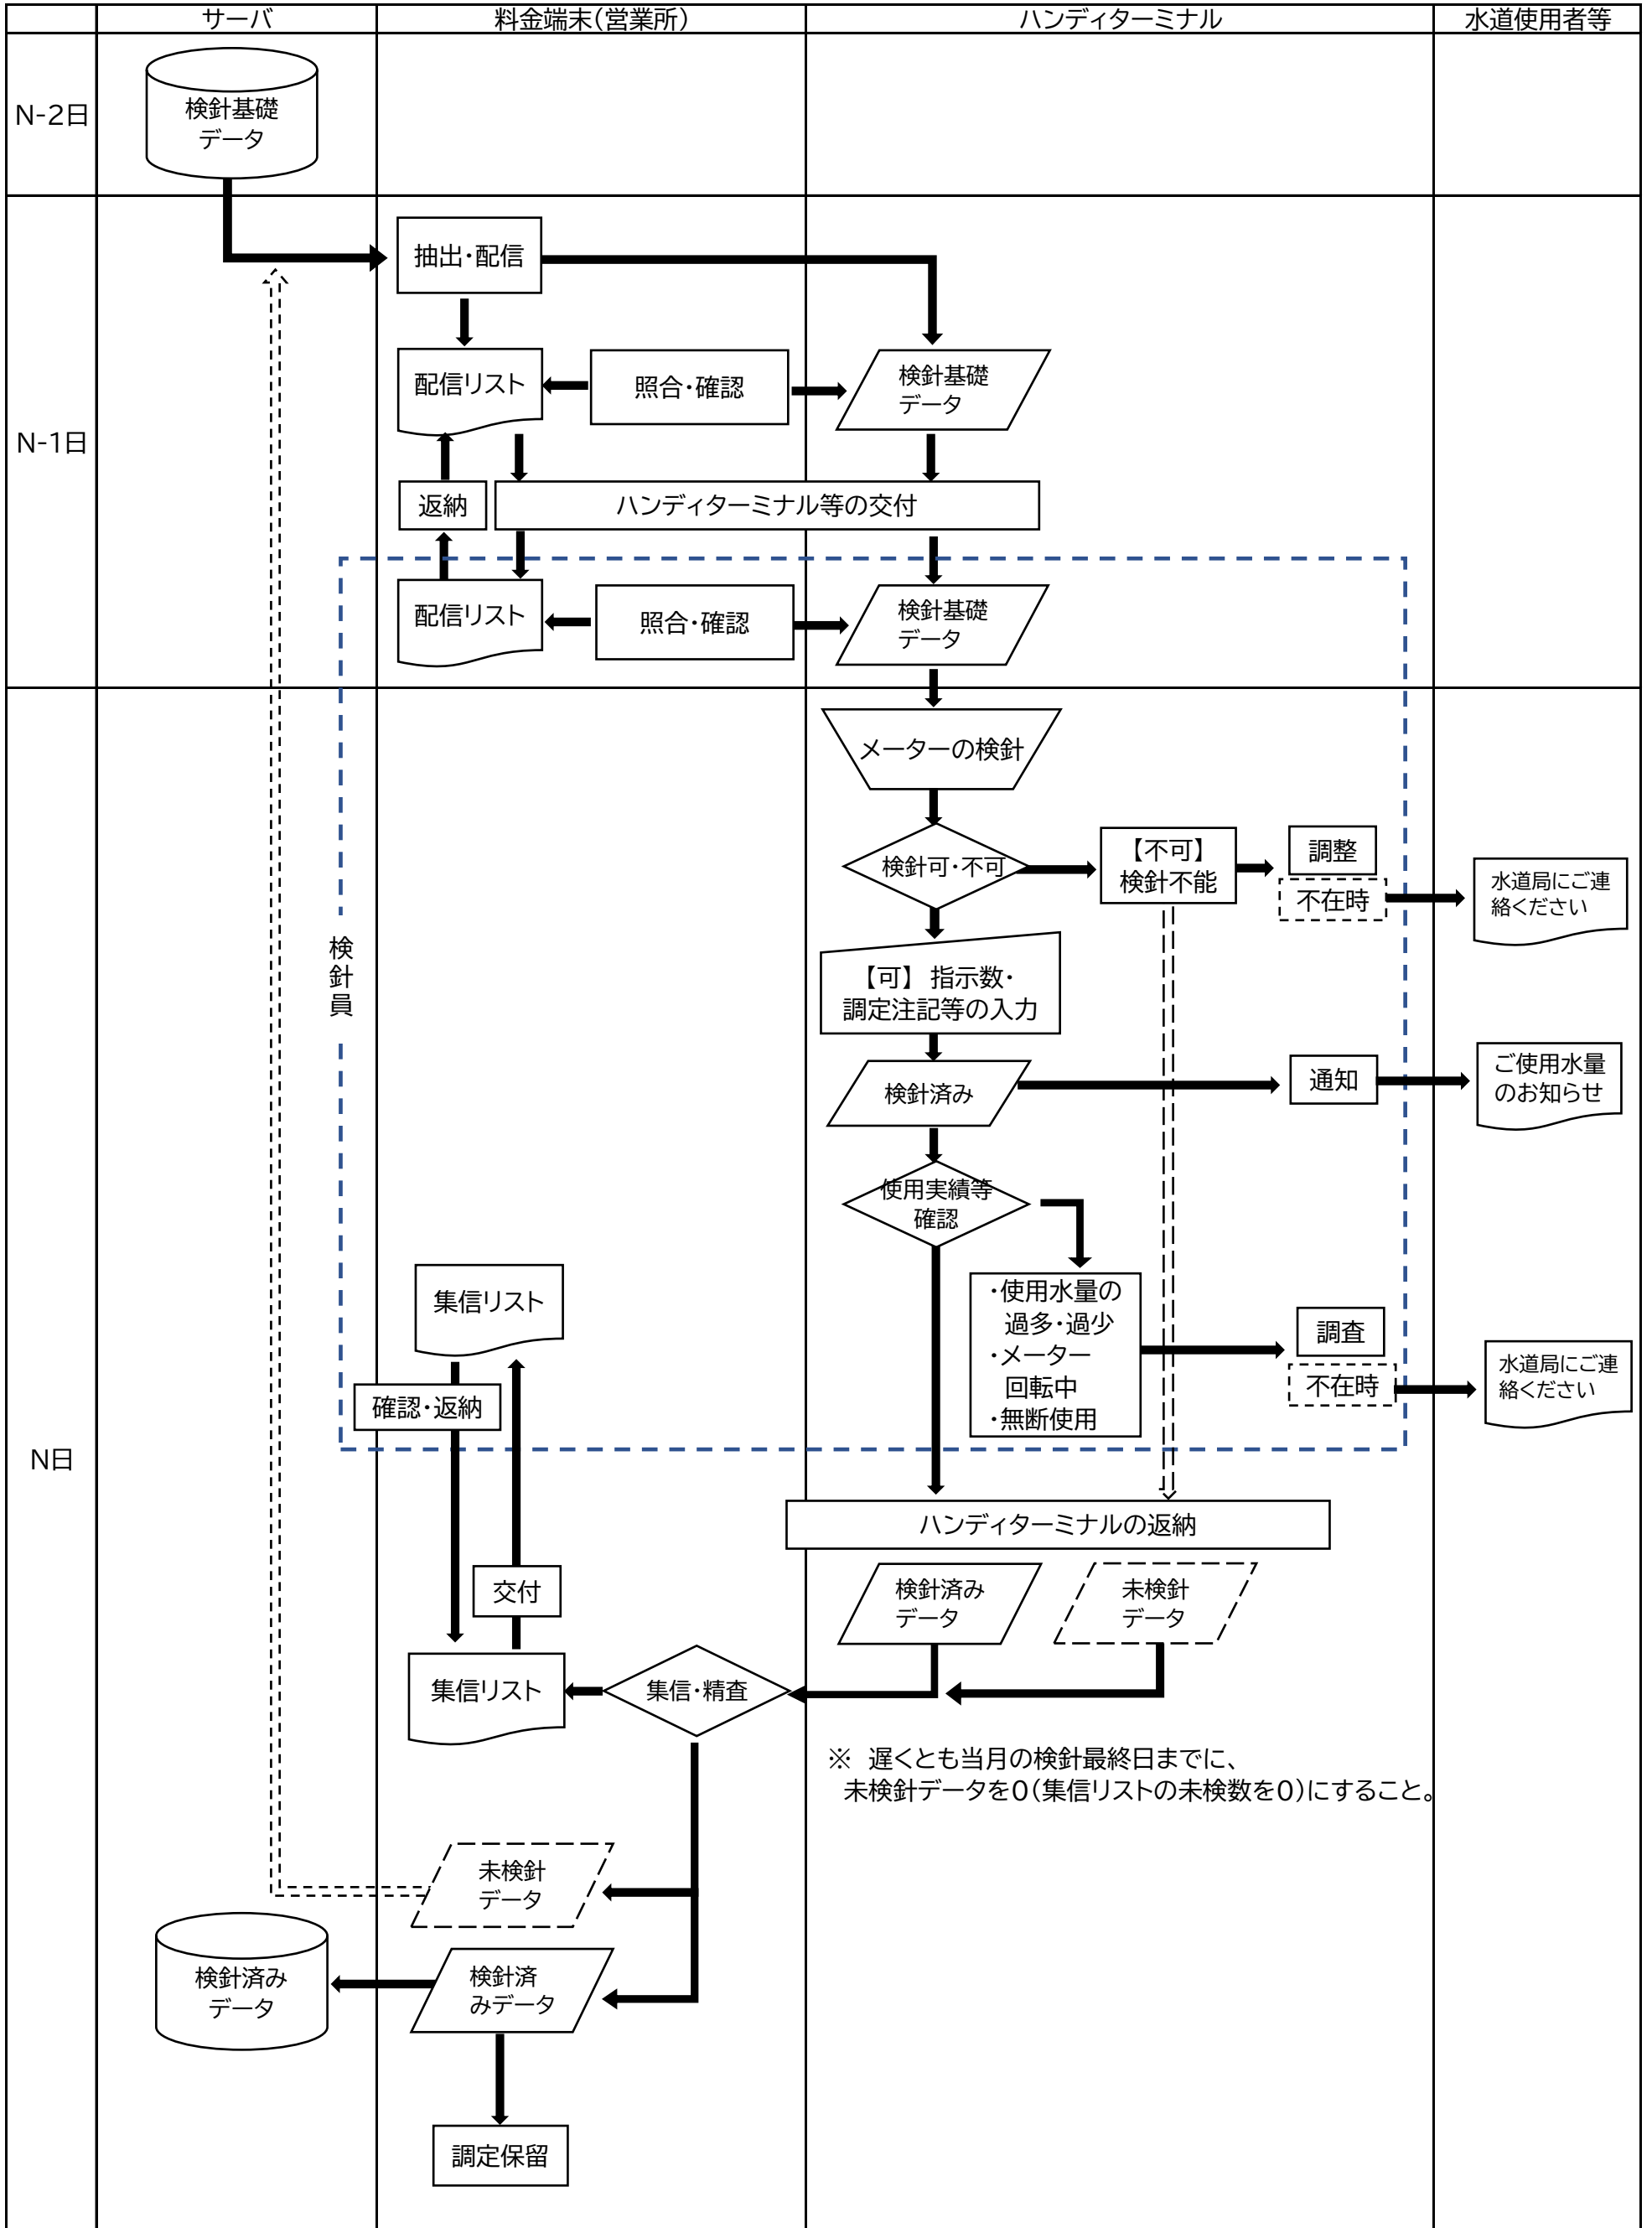 サーバ
料金端末(営業所)
ハンディターミナル
水道使用者等
N-2日
検針基礎
データ
N-1日
抽出・配信
配信リスト
照合・確認
検針基礎
データ
返納
ハンディターミナル等の交付
配信リスト
照合・確認
検針基礎
データ
N日
検針員
メーターの検針
検針可・不可
【不可】
検針不能
調整
不在時
水道局にご連
絡ください
【可】 指示数・
調定注記等の入力
検針済み
通知
ご使用水量
のお知らせ
使用実績等
確認
・使用水量の
過多・過少
・メーター
回転中
・無断使用
調査
不在時
水道局にご連
絡ください
集信リスト
確認・返納
ハンディターミナルの返納
交付
検針済み
データ
未検針
データ
集信リスト
集信・精査
※ 遅くとも当月の検針最終日までに、
未検針データを0(集信リストの未検数を0)にすること。
未検針
データ
検針済み
データ
検針済
みデータ
調定保留